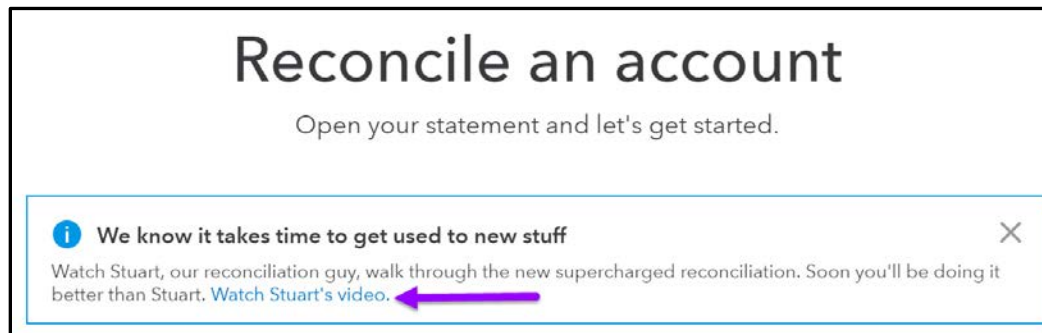 Reconcile an account
Open your statement and let's get started.
We know it takes time to get used to new stuff
Watch Stuart, our reconciliation guy, walk through the new supercharged reconciliation. Soon you'll be doing it
better than Stuart. Watch Stuart's video.